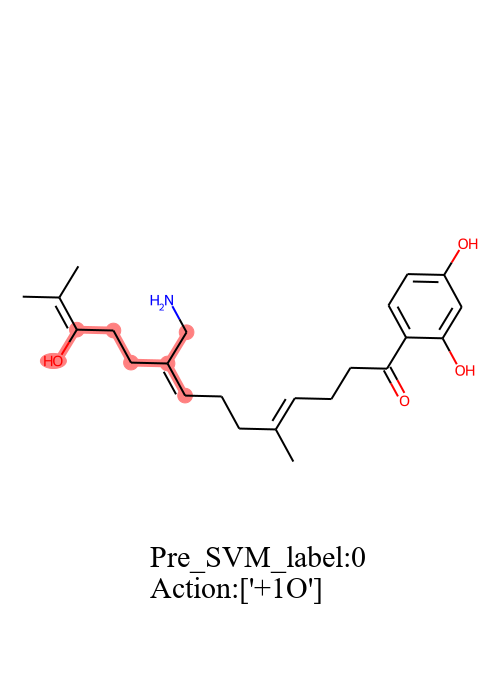 OH
H₂N
HO
OH
O
Pre_SVM_label:0
Action:['+1O']